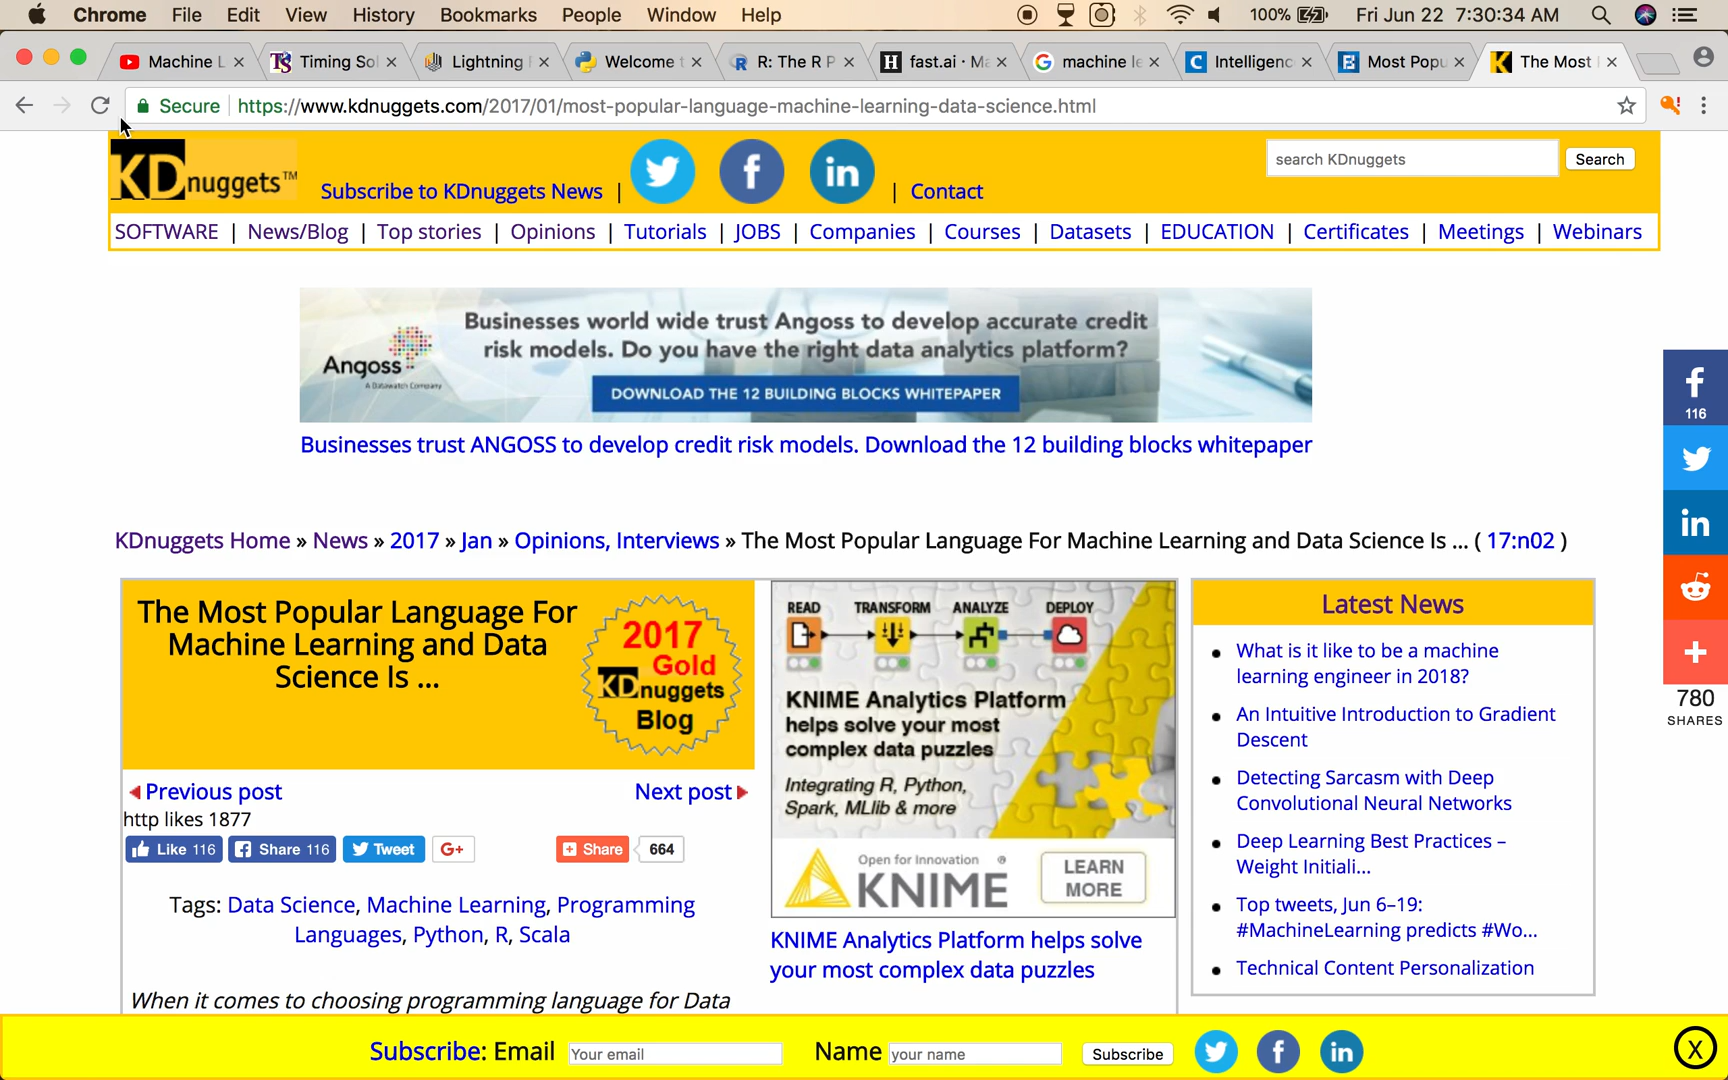 Chrome File Edit View History Bookmarks People Window Help 100% Fri Jun 22 7:30:34 AM
Machine L Timing Sol Lightning Welcome t R: The R P fast.ai · Ma machine le Intelligenc Most Popu The Most
Secure https://www.kdnuggets.com/2017/01/most-popular-language-machine-learning-data-science.html
KDnuggets™ Subscribe to KDnuggets News | | Contact search KDnuggets Search
SOFTWARE | News/Blog | Top stories | Opinions | Tutorials | JOBS | Companies | Courses | Datasets | EDUCATION | Certificates | Meetings | Webinars
Businesses world wide trust Angoss to develop accurate credit
risk models. Do you have the right data analytics platform?
Angoss
A Datawatch Company
DOWNLOAD THE 12 BUILDING BLOCKS WHITEPAPER
Businesses trust ANGOSS to develop credit risk models. Download the 12 building blocks whitepaper
KDnuggets Home » News » 2017 » Jan » Opinions, Interviews » The Most Popular Language For Machine Learning and Data Science Is ... ( 17:n02 )
The Most Popular Language For
Machine Learning and Data
Science Is ...
2017
Gold
KDnuggets
Blog
Previous post Next post
http likes 1877
Like 116 Share 116 Tweet G+ Share 664
Tags: Data Science, Machine Learning, Programming
Languages, Python, R, Scala
When it comes to choosing programming language for Data
READ TRANSFORM ANALYZE DEPLOY
KNIME Analytics Platform
helps solve your most
complex data puzzles
Integrating R, Python,
Spark, MLlib & more
Open for Innovation
KNIME
LEARN
MORE
KNIME Analytics Platform helps solve
your most complex data puzzles
Latest News
What is it like to be a machine
learning engineer in 2018?
An Intuitive Introduction to Gradient
Descent
Detecting Sarcasm with Deep
Convolutional Neural Networks
Deep Learning Best Practices –
Weight Initiali...
Top tweets, Jun 6–19:
#MachineLearning predicts #Wo...
Technical Content Personalization
116
780
SHARES
Subscribe: Email Your email Name your name Subscribe X